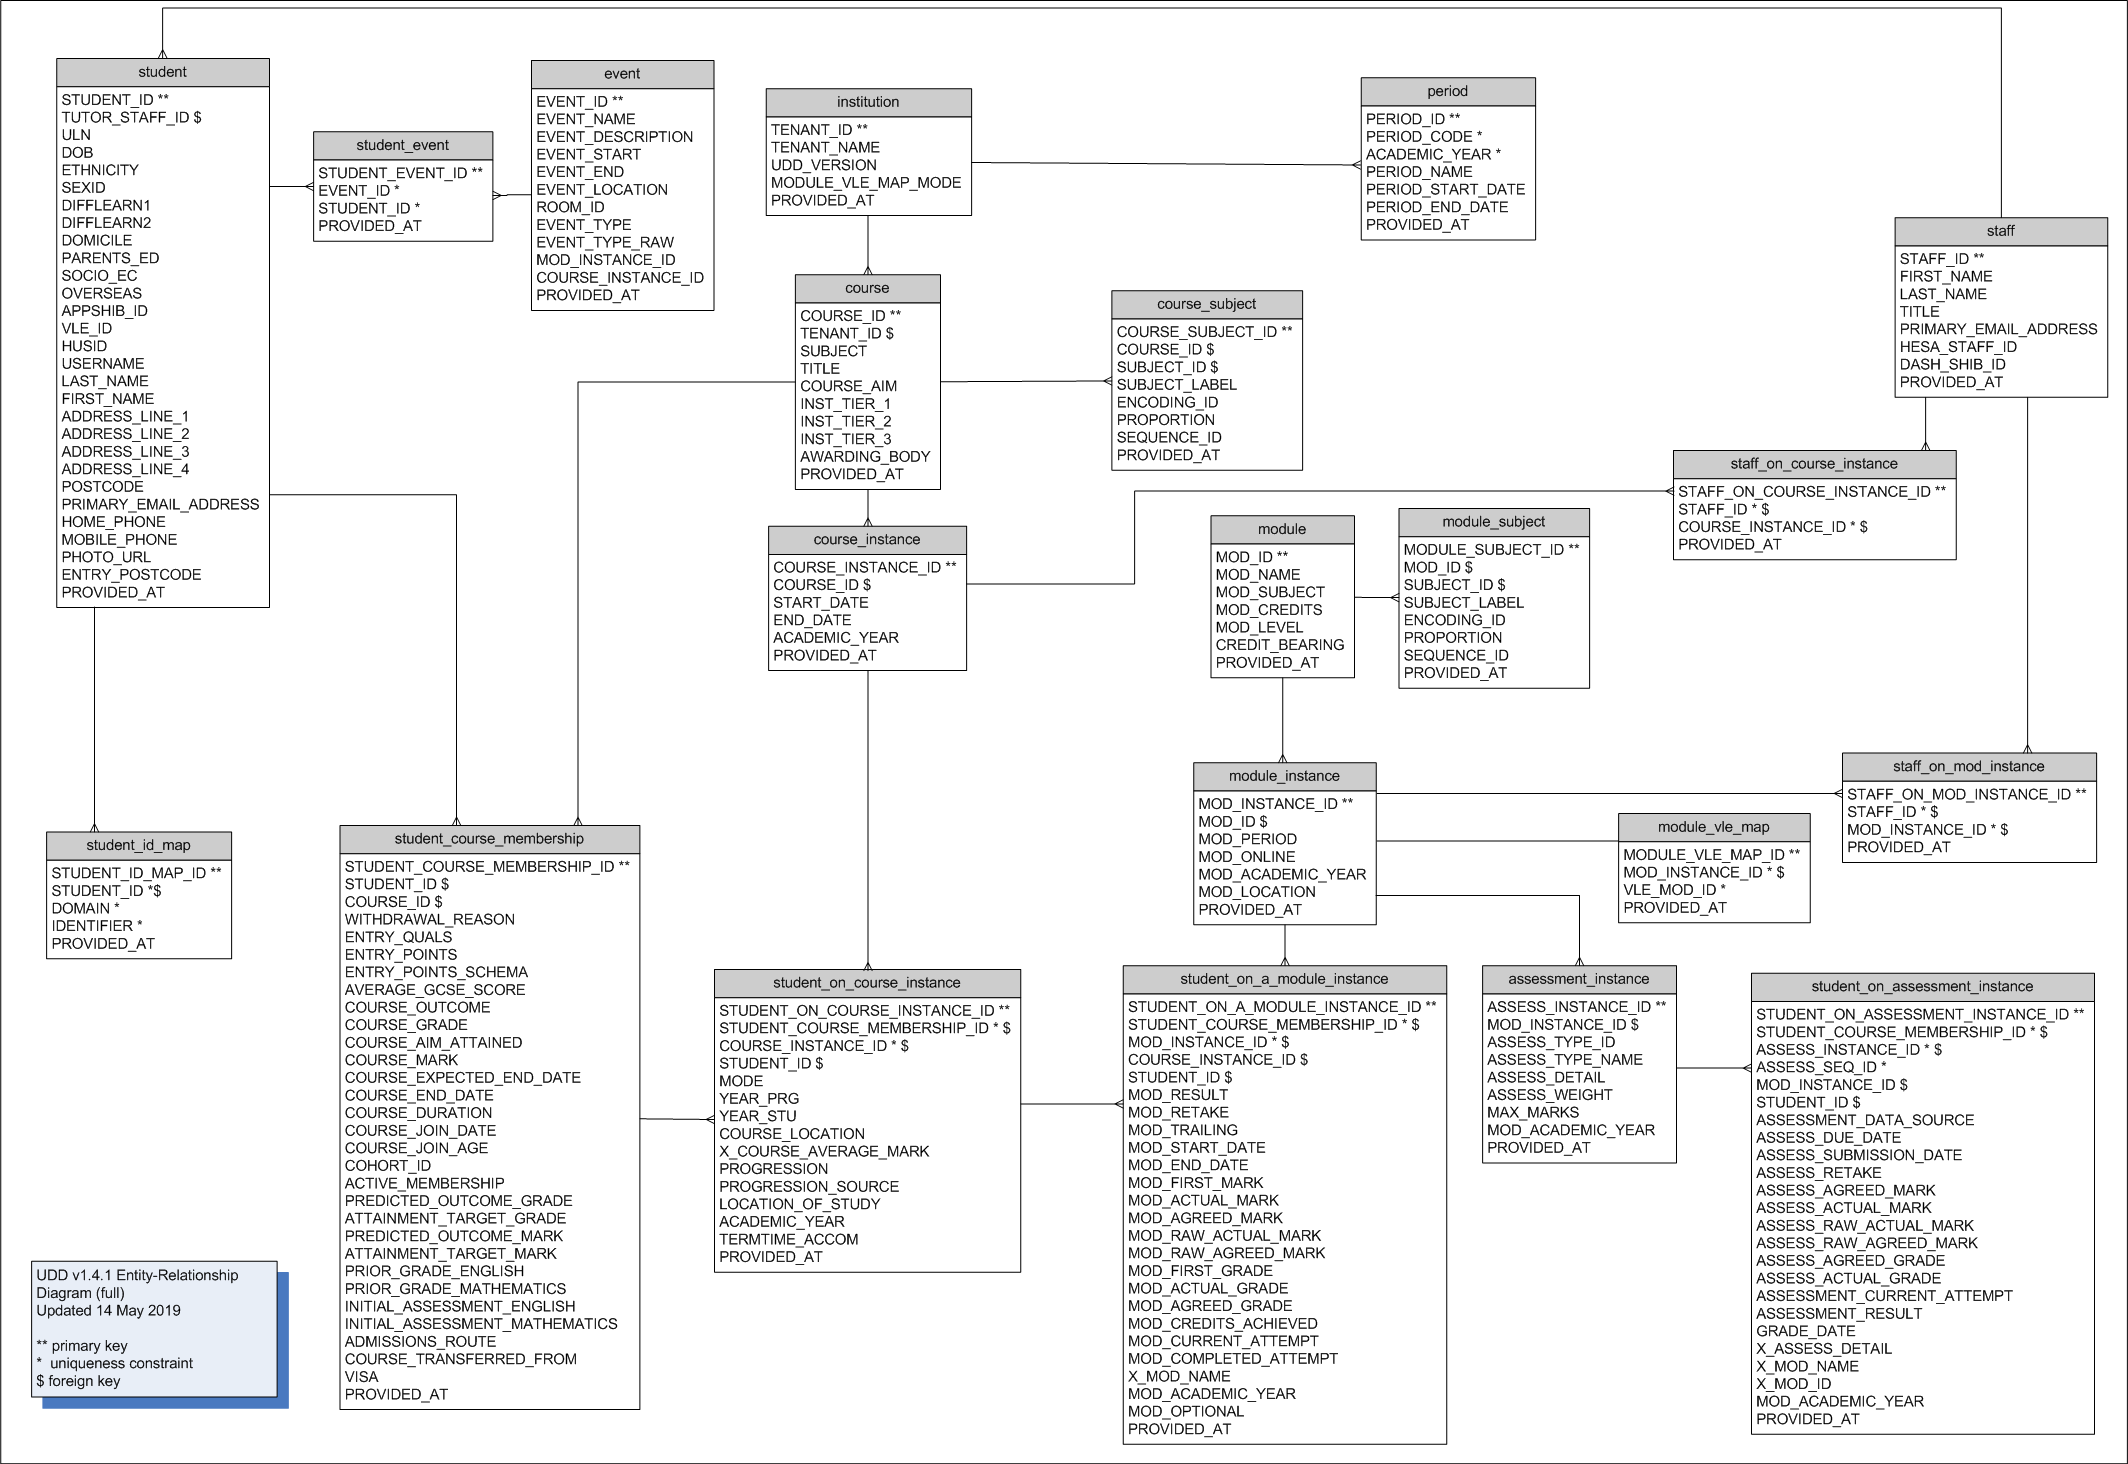 student
STUDENT_ID **
TUTOR_STAFF_ID $
ULN
DOB
ETHNICITY
SEXID
DIFFLEARN1
DIFFLEARN2
DOMICILE
PARENTS_ED
SOCIO_EC
OVERSEAS
APPSHIB_ID
VLE_ID
HUSID
USERNAME
LAST_NAME
FIRST_NAME
ADDRESS_LINE_1
ADDRESS_LINE_2
ADDRESS_LINE_3
ADDRESS_LINE_4
POSTCODE
PRIMARY_EMAIL_ADDRESS
HOME_PHONE
MOBILE_PHONE
PHOTO_URL
ENTRY_POSTCODE
PROVIDED_AT
student_event
STUDENT_EVENT_ID **
EVENT_ID *
STUDENT_ID *
PROVIDED_AT
event
EVENT_ID **
EVENT_NAME
EVENT_DESCRIPTION
EVENT_START
EVENT_END
EVENT_LOCATION
ROOM_ID
EVENT_TYPE
EVENT_TYPE_RAW
MOD_INSTANCE_ID
COURSE_INSTANCE_ID
PROVIDED_AT
institution
TENANT_ID **
TENANT_NAME
UDD_VERSION
MODULE_VLE_MAP_MODE
PROVIDED_AT
period
PERIOD_ID **
PERIOD_CODE *
ACADEMIC_YEAR *
PERIOD_NAME
PERIOD_START_DATE
PERIOD_END_DATE
PROVIDED_AT
staff
STAFF_ID **
FIRST_NAME
LAST_NAME
TITLE
PRIMARY_EMAIL_ADDRESS
HESA_STAFF_ID
DASH_SHIB_ID
PROVIDED_AT
course
COURSE_ID **
TENANT_ID $
SUBJECT
TITLE
COURSE_AIM
INST_TIER_1
INST_TIER_2
INST_TIER_3
AWARDING_BODY
PROVIDED_AT
course_subject
COURSE_SUBJECT_ID **
COURSE_ID $
SUBJECT_ID $
SUBJECT_LABEL
ENCODING_ID
PROPORTION
SEQUENCE_ID
PROVIDED_AT
staff_on_course_instance
STAFF_ON_COURSE_INSTANCE_ID **
STAFF_ID * $
COURSE_INSTANCE_ID * $
PROVIDED_AT
course_instance
COURSE_INSTANCE_ID **
COURSE_ID $
START_DATE
END_DATE
ACADEMIC_YEAR
PROVIDED_AT
module
MOD_ID **
MOD_NAME
MOD_SUBJECT
MOD_CREDITS
MOD_LEVEL
CREDIT_BEARING
PROVIDED_AT
module_subject
MODULE_SUBJECT_ID **
MOD_ID $
SUBJECT_ID $
SUBJECT_LABEL
ENCODING_ID
PROPORTION
SEQUENCE_ID
PROVIDED_AT
module_instance
MOD_INSTANCE_ID **
MOD_ID $
MOD_PERIOD
MOD_ONLINE
MOD_ACADEMIC_YEAR
MOD_LOCATION
PROVIDED_AT
staff_on_mod_instance
STAFF_ON_MOD_INSTANCE_ID **
STAFF_ID * $
MOD_INSTANCE_ID * $
PROVIDED_AT
module_vle_map
MODULE_VLE_MAP_ID **
MOD_INSTANCE_ID * $
VLE_MOD_ID *
PROVIDED_AT
student_id_map
STUDENT_ID_MAP_ID **
STUDENT_ID *$
DOMAIN *
IDENTIFIER *
PROVIDED_AT
student_course_membership
STUDENT_COURSE_MEMBERSHIP_ID **
STUDENT_ID $
COURSE_ID $
WITHDRAWAL_REASON
ENTRY_QUALS
ENTRY_POINTS
ENTRY_POINTS_SCHEMA
AVERAGE_GCSE_SCORE
COURSE_OUTCOME
COURSE_GRADE
COURSE_AIM_ATTAINED
COURSE_MARK
COURSE_EXPECTED_END_DATE
COURSE_END_DATE
COURSE_DURATION
COURSE_JOIN_DATE
COURSE_JOIN_AGE
COHORT_ID
ACTIVE_MEMBERSHIP
PREDICTED_OUTCOME_GRADE
ATTAINMENT_TARGET_GRADE
PREDICTED_OUTCOME_MARK
ATTAINMENT_TARGET_MARK
PRIOR_GRADE_ENGLISH
PRIOR_GRADE_MATHEMATICS
INITIAL_ASSESSMENT_ENGLISH
INITIAL_ASSESSMENT_MATHEMATICS
ADMISSIONS_ROUTE
COURSE_TRANSFERRED_FROM
VISA
PROVIDED_AT
student_on_course_instance
STUDENT_ON_COURSE_INSTANCE_ID **
STUDENT_COURSE_MEMBERSHIP_ID * $
COURSE_INSTANCE_ID * $
STUDENT_ID $
MODE
YEAR_PRG
YEAR_STU
COURSE_LOCATION
X_COURSE_AVERAGE_MARK
PROGRESSION
PROGRESSION_SOURCE
LOCATION_OF_STUDY
ACADEMIC_YEAR
TERMTIME_ACCOM
PROVIDED_AT
student_on_a_module_instance
STUDENT_ON_A_MODULE_INSTANCE_ID **
STUDENT_COURSE_MEMBERSHIP_ID * $
MOD_INSTANCE_ID * $
COURSE_INSTANCE_ID $
STUDENT_ID $
MOD_RESULT
MOD_RETAKE
MOD_TRAILING
MOD_START_DATE
MOD_END_DATE
MOD_FIRST_MARK
MOD_ACTUAL_MARK
MOD_AGREED_MARK
MOD_RAW_ACTUAL_MARK
MOD_RAW_AGREED_MARK
MOD_FIRST_GRADE
MOD_ACTUAL_GRADE
MOD_AGREED_GRADE
MOD_CREDITS_ACHIEVED
MOD_CURRENT_ATTEMPT
MOD_COMPLETED_ATTEMPT
X_MOD_NAME
MOD_ACADEMIC_YEAR
MOD_OPTIONAL
PROVIDED_AT
assessment_instance
ASSESS_INSTANCE_ID **
MOD_INSTANCE_ID $
ASSESS_TYPE_ID
ASSESS_TYPE_NAME
ASSESS_DETAIL
ASSESS_WEIGHT
MAX_MARKS
MOD_ACADEMIC_YEAR
PROVIDED_AT
student_on_assessment_instance
STUDENT_ON_ASSESSMENT_INSTANCE_ID **
STUDENT_COURSE_MEMBERSHIP_ID * $
ASSESS_INSTANCE_ID * $
ASSESS_SEQ_ID *
MOD_INSTANCE_ID $
STUDENT_ID $
ASSESSMENT_DATA_SOURCE
ASSESS_DUE_DATE
ASSESS_SUBMISSION_DATE
ASSESS_RETAKE
ASSESS_AGREED_MARK
ASSESS_ACTUAL_MARK
ASSESS_RAW_ACTUAL_MARK
ASSESS_RAW_AGREED_MARK
ASSESS_AGREED_GRADE
ASSESS_ACTUAL_GRADE
ASSESSMENT_CURRENT_ATTEMPT
ASSESSMENT_RESULT
GRADE_DATE
X_ASSESS_DETAIL
X_MOD_NAME
X_MOD_ID
MOD_ACADEMIC_YEAR
PROVIDED_AT
UDD v1.4.1 Entity-Relationship
Diagram (full)
Updated 14 May 2019
** primary key
* uniqueness constraint
$ foreign key